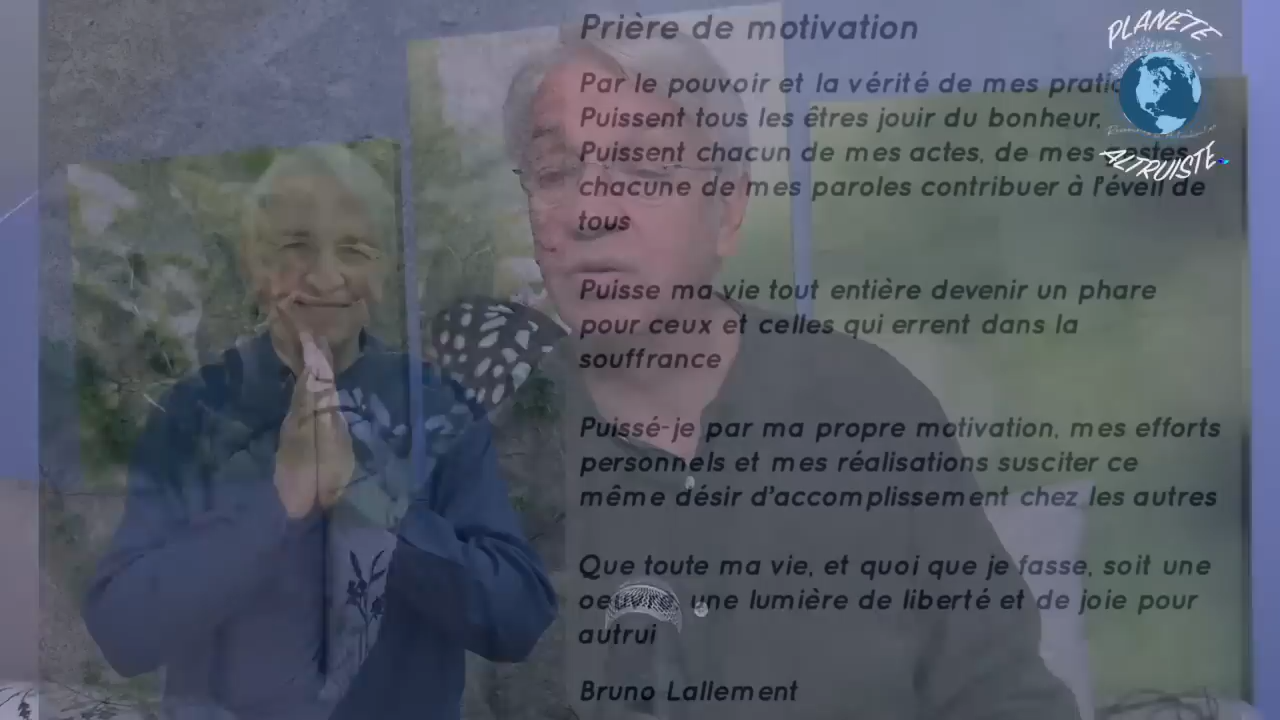 Prière de motivation
Par le pouvoir et la vérité de mes
Puissent tous les êtres jouir du bonheur,
Puissent chacun de mes actes, de mes gestes
chacune de mes paroles contribuer à l'éveil de
tous
Puisse ma vie tout entière devenir un phare
pour ceux et celles qui errent dans la
souffrance
Puissé-je par ma propre motivation, mes efforts
personnels et mes réalisations susciter ce
même désir d'accomplissement chez les autres
Que toute ma vie, et quoi que je fasse, soit une
oeuvre, une lumière de liberté et de joie pour
autrui
Bruno Lallement
PLANÈTE
ALTRUISTE